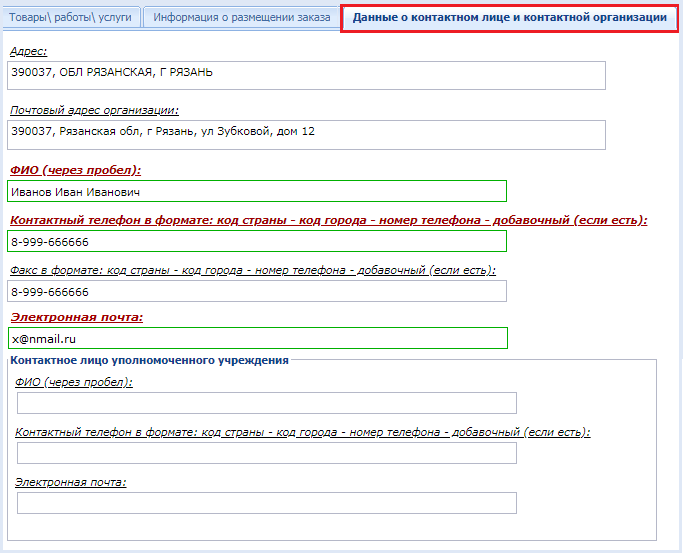 Товары\ работы\ услуги
Информация о размещении заказа
Данные о контактном лице и контактной организации
Адрес:
390037, ОБЛ РЯЗАНСКАЯ, Г РЯЗАНЬ
Почтовый адрес организации:
390037, Рязанская обл, г Рязань, ул Зубковой, дом 12
ФИО (через пробел):
Иванов Иван Иванович
Контактный телефон в формате: код страны - код города - номер телефона - добавочный (если есть):
8-999-666666
Факс в формате: код страны - код города - номер телефона - добавочный (если есть):
8-999-666666
Электронная почта:
x@nmail.ru
Контактное лицо уполномоченного учреждения
ФИО (через пробел):
Контактный телефон в формате: код страны - код города - номер телефона - добавочный (если есть):
Электронная почта: